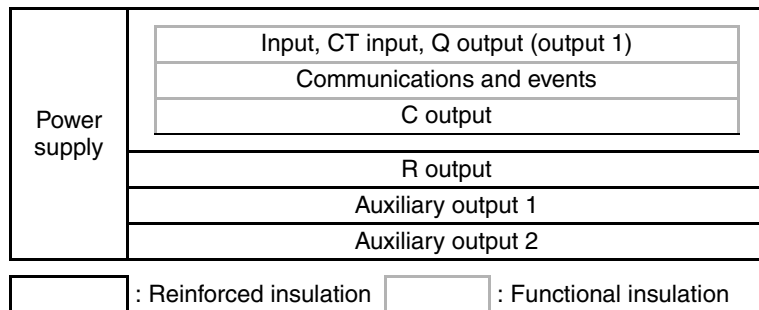 Input, CT input, Q output (output 1)
Communications and events
C output
Power
supply
R output
Auxiliary output 1
Auxiliary output 2
: Reinforced insulation
: Functional insulation